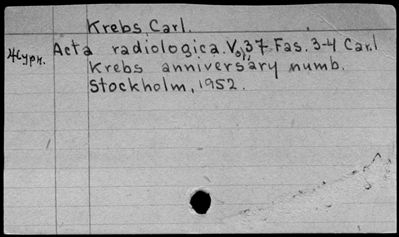 Krebs, Carl.
Acta radiologica. V. 37 Fas. 3-4 Carl
Krebs anniversary numb.
Stockholm, 1952.